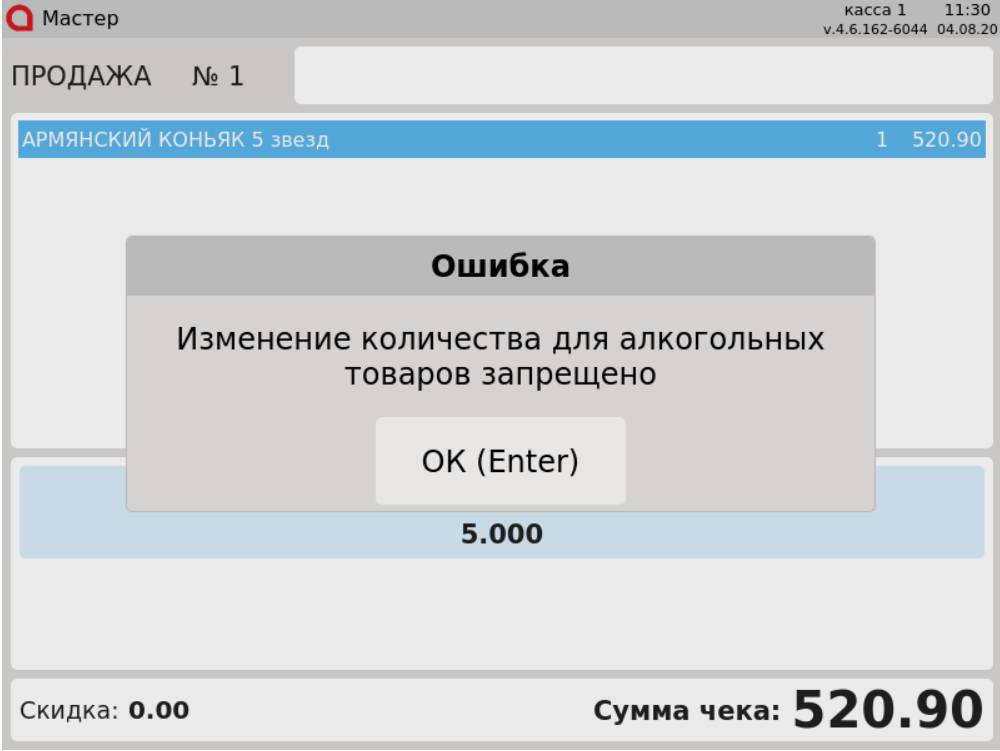 Мастер
касса 1 11:30
v.4.6.162-6044 04.08.20
ПРОДАЖА № 1
АРМЯНСКИЙ КОНЬЯК 5 звезд 1 520.90
Ошибка
Изменение количества для алкогольных
товаров запрещено
ОК (Enter)
5.000
Скидка: 0.00 Сумма чека: 520.90